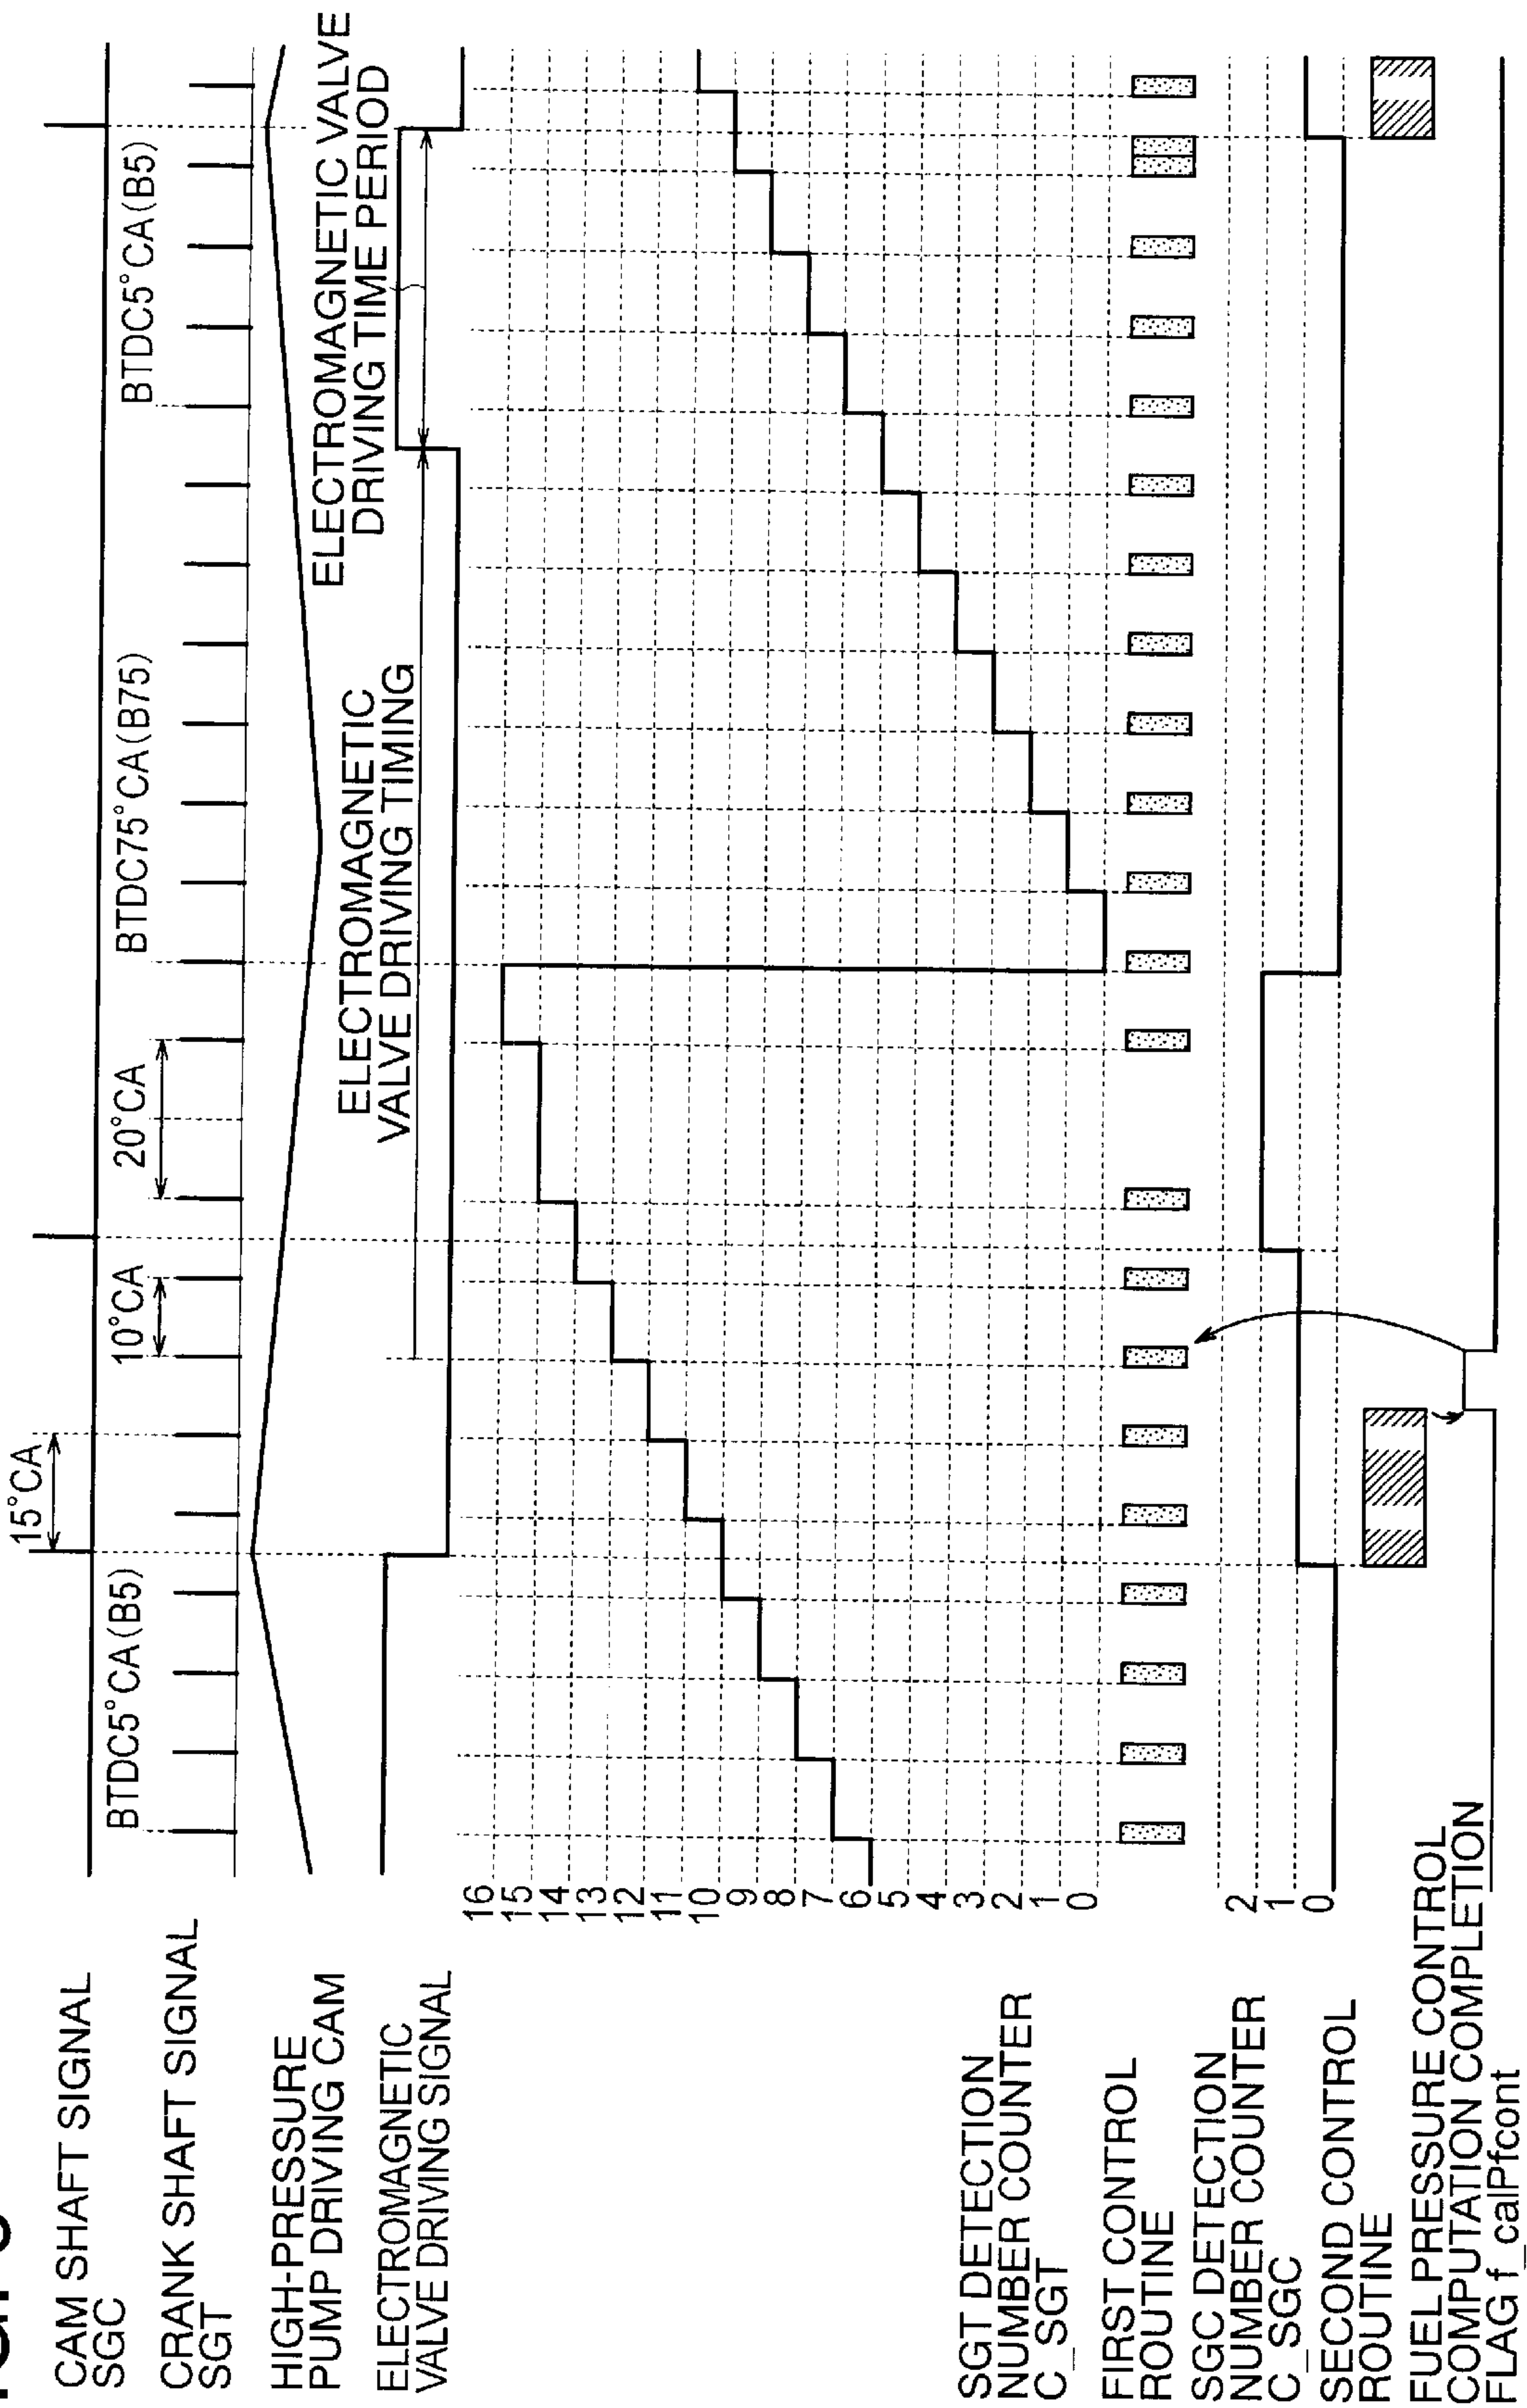 CAM SHAFT SIGNAL
SGC
CRANK SHAFT SIGNAL
SGT
HIGH-PRESSURE
PUMP DRIVING CAM
ELECTROMAGNETIC
VALVE DRIVING SIGNAL
SGT DETECTION
NUMBER COUNTER
C_SGT
FIRST CONTROL
ROUTINE
SGC DETECTION
NUMBER COUNTER
C_SGC
SECOND CONTROL
ROUTINE
FUEL PRESSURE CONTROL
COMPUTATION COMPLETION
FLAG f_calPfcont
15°CA
BTDC5°CA(B5)
10°CA
20°CA
BTDC75°CA(B75)
BTDC5°CA(B5)
ELECTROMAGNETIC
VALVE DRIVING TIMING
ELECTROMAGNETIC VALVE
DRIVING TIME PERIOD
16
15
14
13
12
11
10
9
8
7
6
5
4
3
2
1
0
2
1
0